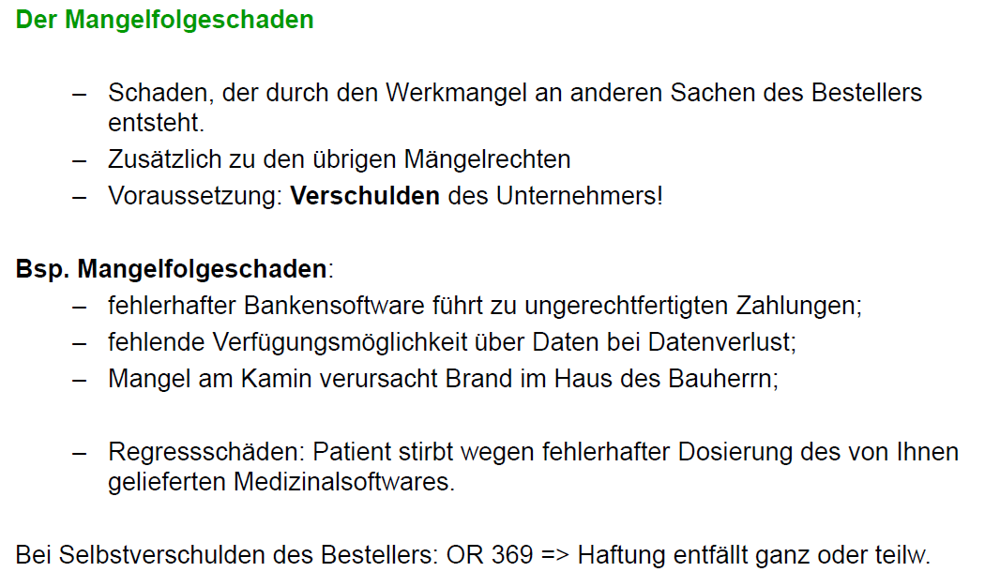 Der Mangelfolgeschaden
– Schaden, der durch den Werkmangel an anderen Sachen des Bestellers
entsteht.
– Zusätzlich zu den übrigen Mängelrechten
– Voraussetzung: Verschulden des Unternehmers!
Bsp. Mangelfolgeschaden:
– fehlerhafter Bankensoftware führt zu ungerechtfertigten Zahlungen;
– fehlende Verfügungsmöglichkeit über Daten bei Datenverlust;
– Mangel am Kamin verursacht Brand im Haus des Bauherrn;
– Regressschäden: Patient stirbt wegen fehlerhafter Dosierung des von Ihnen
gelieferten Medizinalsoftwares.
Bei Selbstverschulden des Bestellers: OR 369 => Haftung entfällt ganz oder teilw.